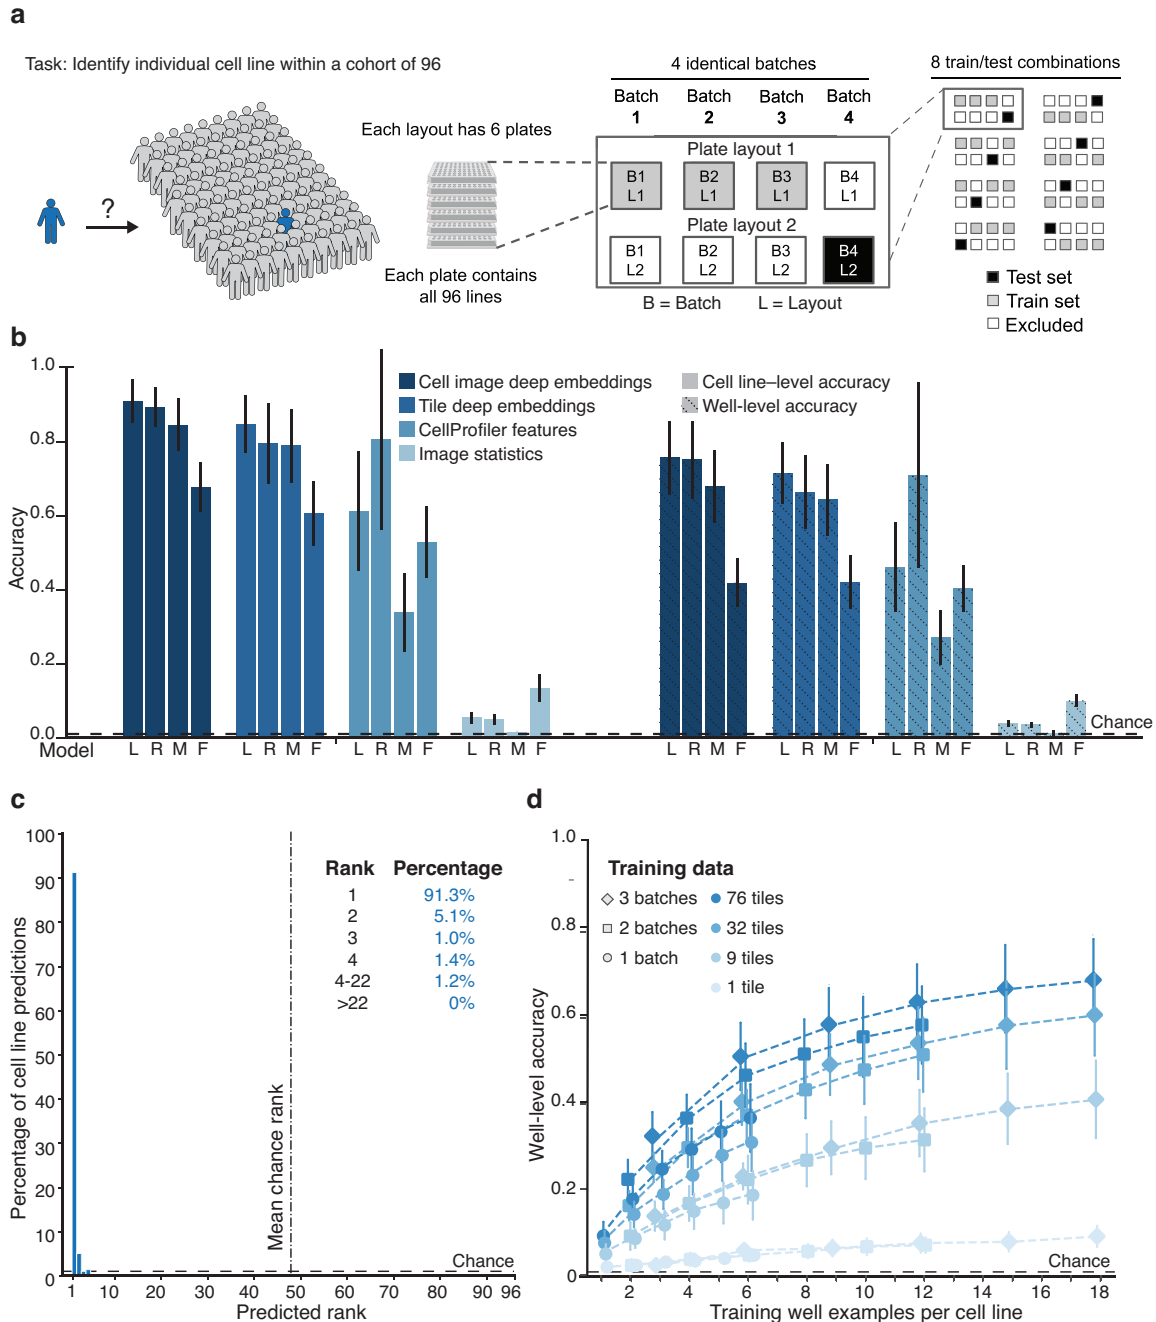 a
Task: Identify individual cell line within a cohort of 96
?
Each layout has 6 plates
Each plate contains
all 96 lines
4 identical batches
Batch Batch Batch Batch
1 2 3 4
Plate layout 1
B1 B2 B3 B4
L1 L1 L1 L1
Plate layout 2
B1 B2 B3 B4
L2 L2 L2 L2
B = Batch L = Layout
8 train/test combinations
Test set
Train set
Excluded
b
Accuracy
1.0
0.8
0.6
0.4
0.2
0.0
Cell image deep embeddings
Tile deep embeddings
CellProfiler features
Image statistics
Cell line–level accuracy
Well-level accuracy
Chance
Model L R M F L R M F L R M F L R M F L R M F L R M F L R M F L R M F
c
Percentage of cell line predictions
100
90
80
70
60
50
40
30
20
10
0
Mean chance rank
Rank Percentage
1 91.3%
2 5.1%
3 1.0%
4 1.4%
4-22 1.2%
>22 0%
Chance
1 10 20 30 40 50 60 70 80 90 96
Predicted rank
d
Well-level accuracy
1.0
0.8
0.6
0.4
0.2
0
Training data
3 batches 76 tiles
2 batches 32 tiles
1 batch 9 tiles
1 tile
Chance
2 4 6 8 10 12 14 16 18
Training well examples per cell line